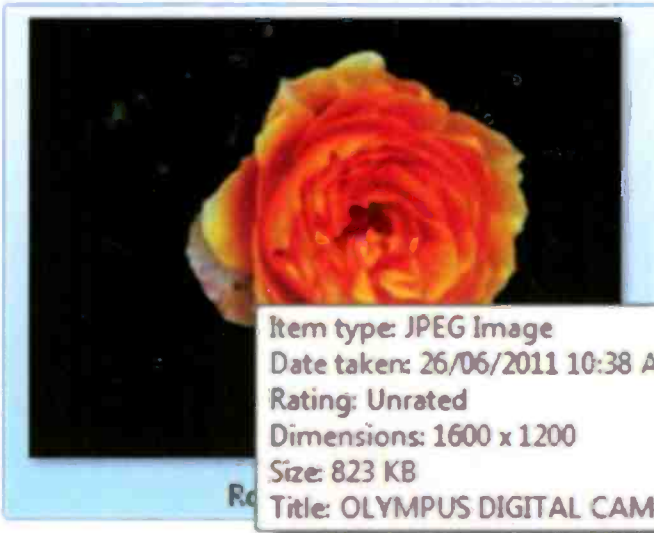 Item type: JPEG Image
Date taken: 26/06/2011 10:38 A
Rating: Unrated
Dimensions: 1600 x 1200
Size: 823 KB
Ro
Title: OLYMPUS DIGITAL CAM